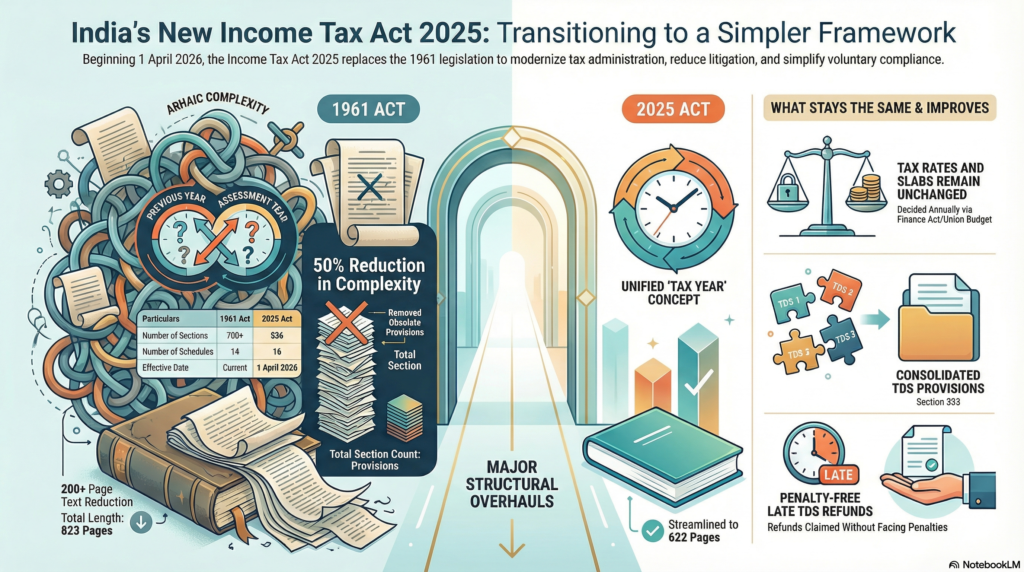 India's New Income Tax Act 2025: Transitioning to a Simpler Framework
Beginning 1 April 2026, the Income Tax Act 2025 replaces the 1961 legislation to modernize tax administration, reduce litigation, and simplify voluntary compliance.
ARHAIC COMPLEXITY
PREVIOUS YEAR
ASSESSMENT TEAD
? ? ? ?
Particulars 1961 Act 2025 Act
Number of Sections 700+ S36
Number of Schedules 14 16
Effective Date Current 1 April 2026
200+ Page
Text Reduction
Total Length:
823 Pages
1961 ACT
50% Reduction
in Complexity
Removed
Obsolate
Provisions
Total
Section
Total Section Count:
Provisions
MAJOR
STRUCTURAL
OVERHAULS
2025 ACT
UNIFIED 'TAX YEAR'
CONCEPT
Streamlined to
622 Pages
WHAT STAYS THE SAME & IMPROVES
TAX RATES AND
SLABS REMAIN
UNCHANGED
Decided Annually via
Finance Act/Union Budget
TDS 1
TDS 2
TDS 3
CONSOLIDATED
TDS PROVISIONS
Section 333
LATE
PENALTY-FREE
LATE TDS REFUNDS
Refunds Claimed Without Facing Penalties
NotebookLM